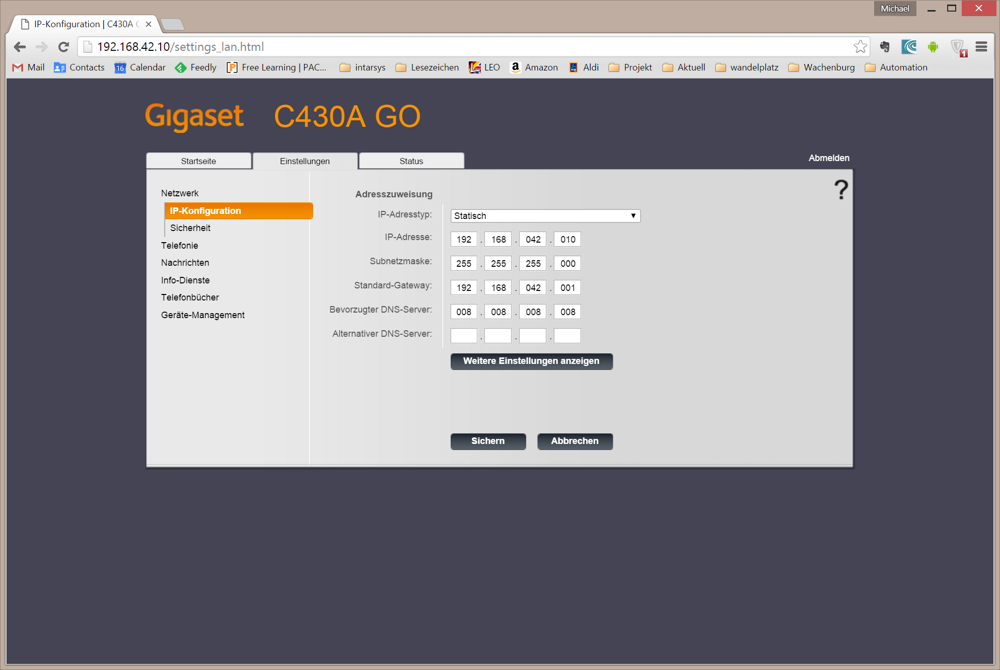 Michael
IP-Konfiguration | C430A G
192.168.42.10/settings_lan.html
1
Mail Contacts 16 Calendar Feedly [P] Free Learning | PAC... intarsys Lesezeichen LEO a Amazon ALDI Aldi Projekt Aktuell wandelplatz Wachenburg Automation
Gigaset C430A GO
Startseite Einstellungen Status Abmelden
?
Netzwerk
IP-Konfiguration
Sicherheit
Telefonie
Nachrichten
Info-Dienste
Telefonbücher
Geräte-Management
Adresszuweisung
IP-Adresstyp: Statisch
IP-Adresse: 192 . 168 . 042 . 010
Subnetzmaske: 255 . 255 . 255 . 000
Standard-Gateway: 192 . 168 . 042 . 001
Bevorzugter DNS-Server: 008 . 008 . 008 . 008
Alternativer DNS-Server: . . .
Weitere Einstellungen anzeigen
Sichern Abbrechen